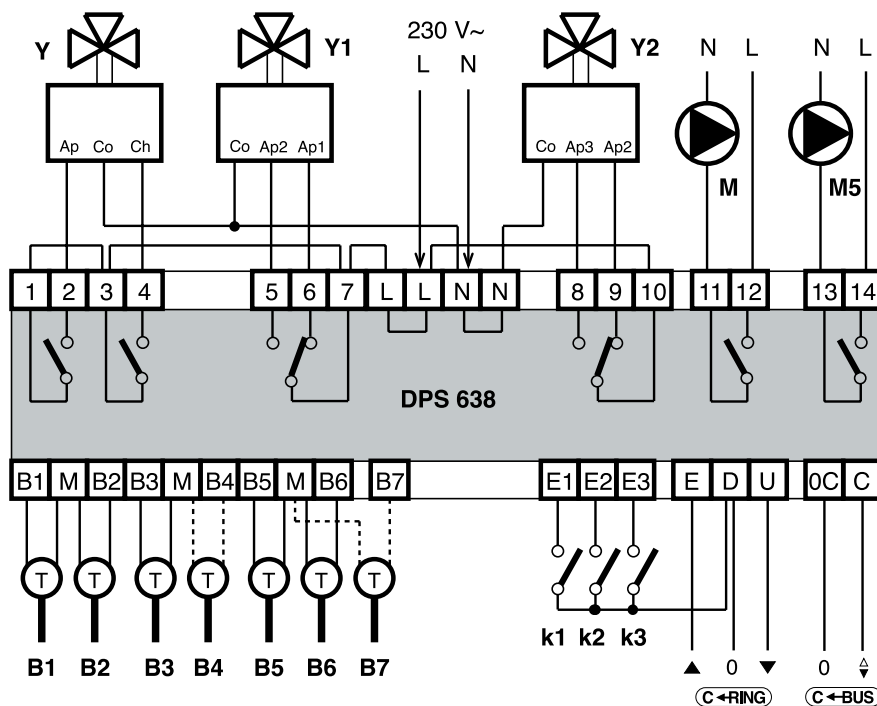 Y Y1 230 V~ Y2 N L N L
L N
Ap Co Ch Co Ap2 Ap1 Co Ap3 Ap2
M M5
1 2 3 4 5 6 7 L L N N 8 9 10 11 12 13 14
DPS 638
B1 M B2 B3 M B4 B5 M B6 B7 E1 E2 E3 E D U 0C C
T T T T T T T
k1 k2 k3
B1 B2 B3 B4 B5 B6 B7 0 0
C RING C BUS